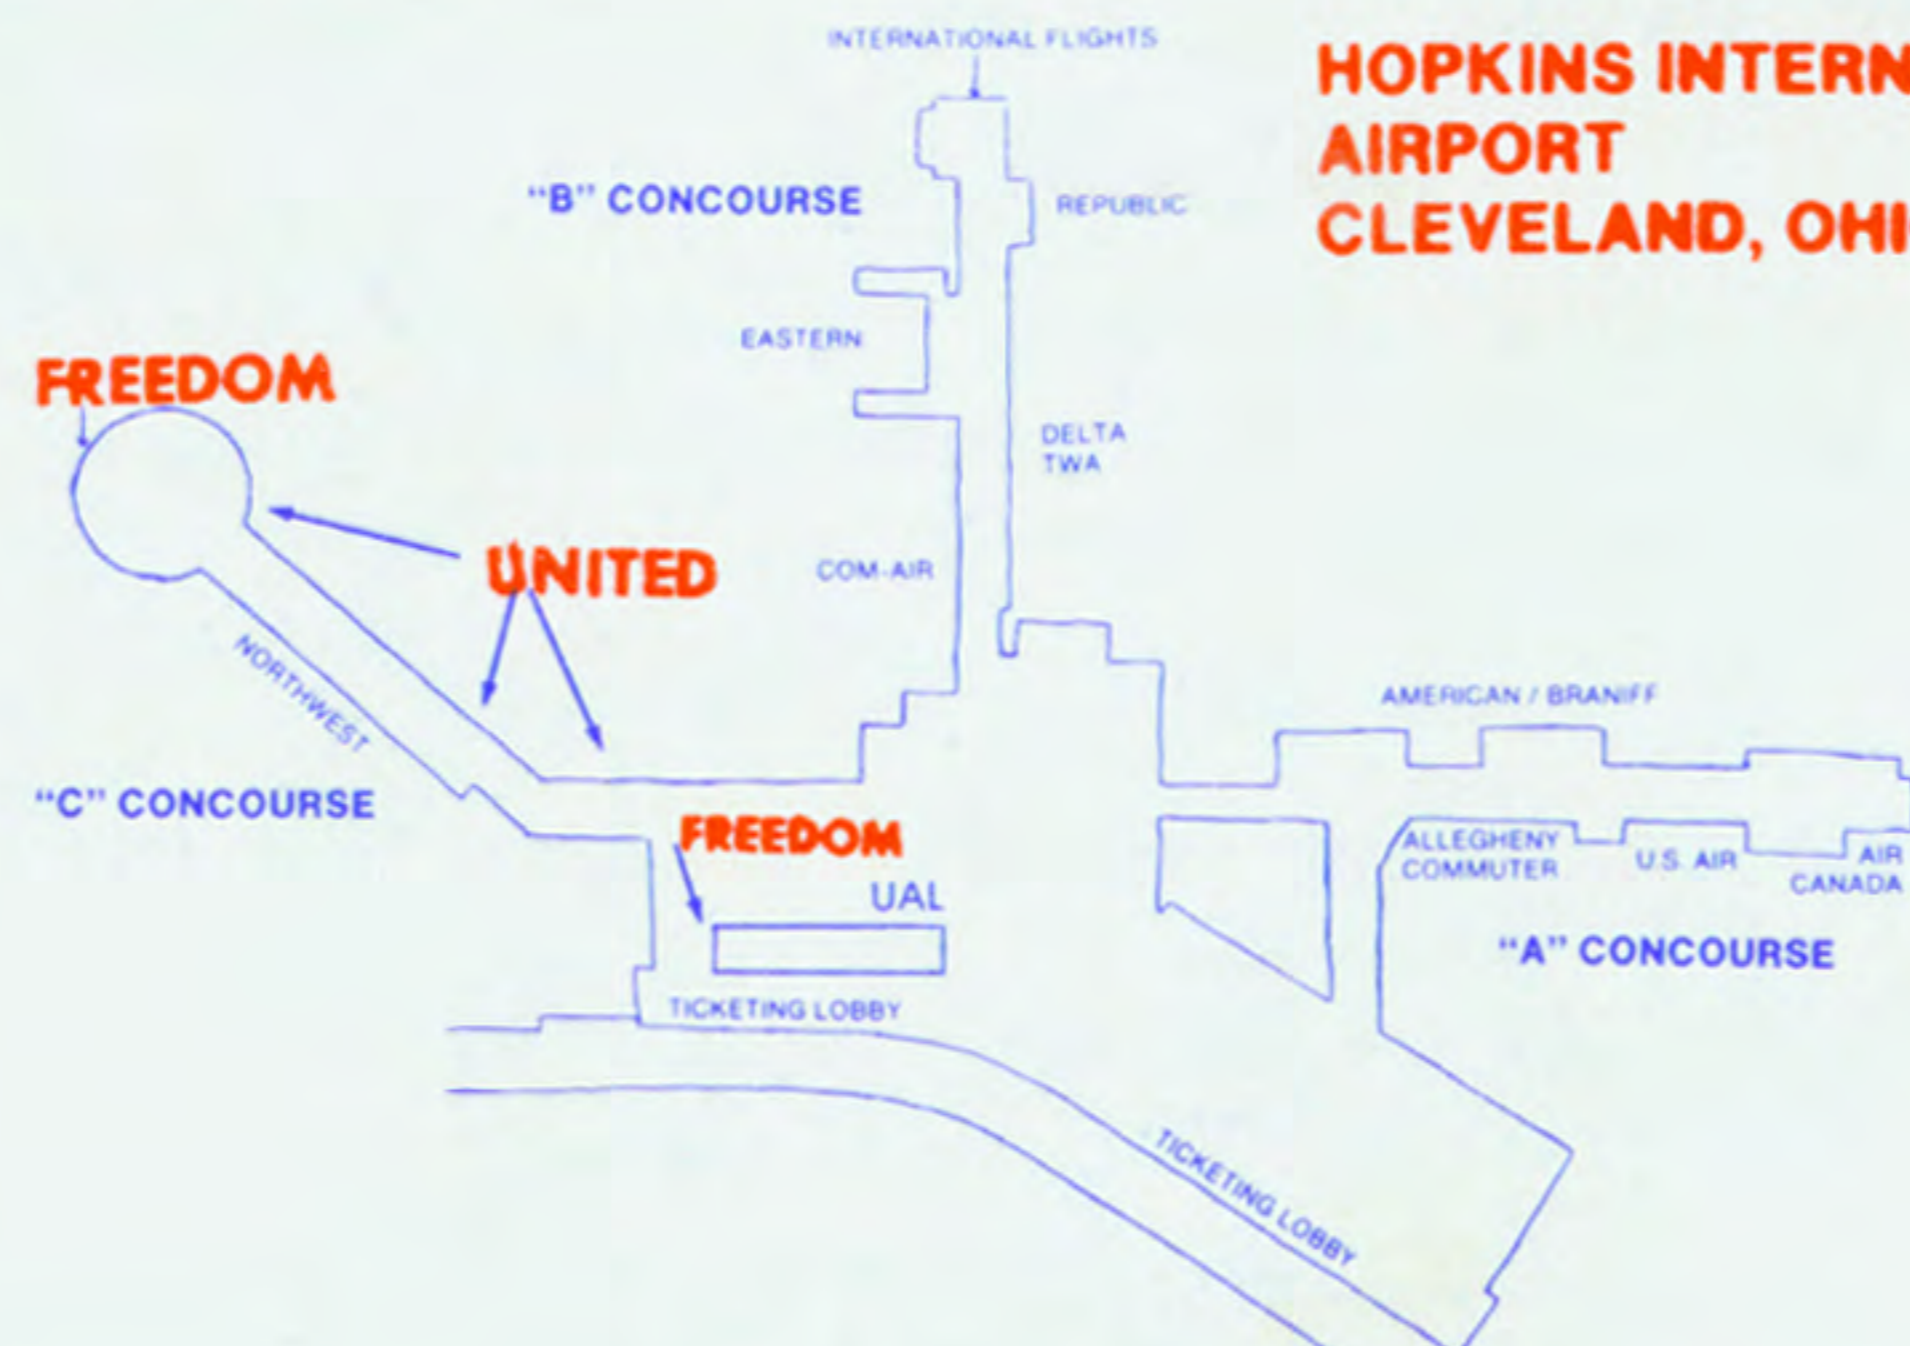 INTERNATIONAL FLIGHTS
HOPKINS INTERN
AIRPORT
CLEVELAND, OHI
"B" CONCOURSE
REPUBLIC
EASTERN
FREEDOM
DELTA
TWA
UNITED
COM-AIR
NORTHWEST
AMERICAN / BRANIFF
"C" CONCOURSE
FREEDOM
ALLEGHENY
COMMUTER
U.S. AIR
AIR
CANADA
UAL
"A" CONCOURSE
TICKETING LOBBY
TICKETING LOBBY